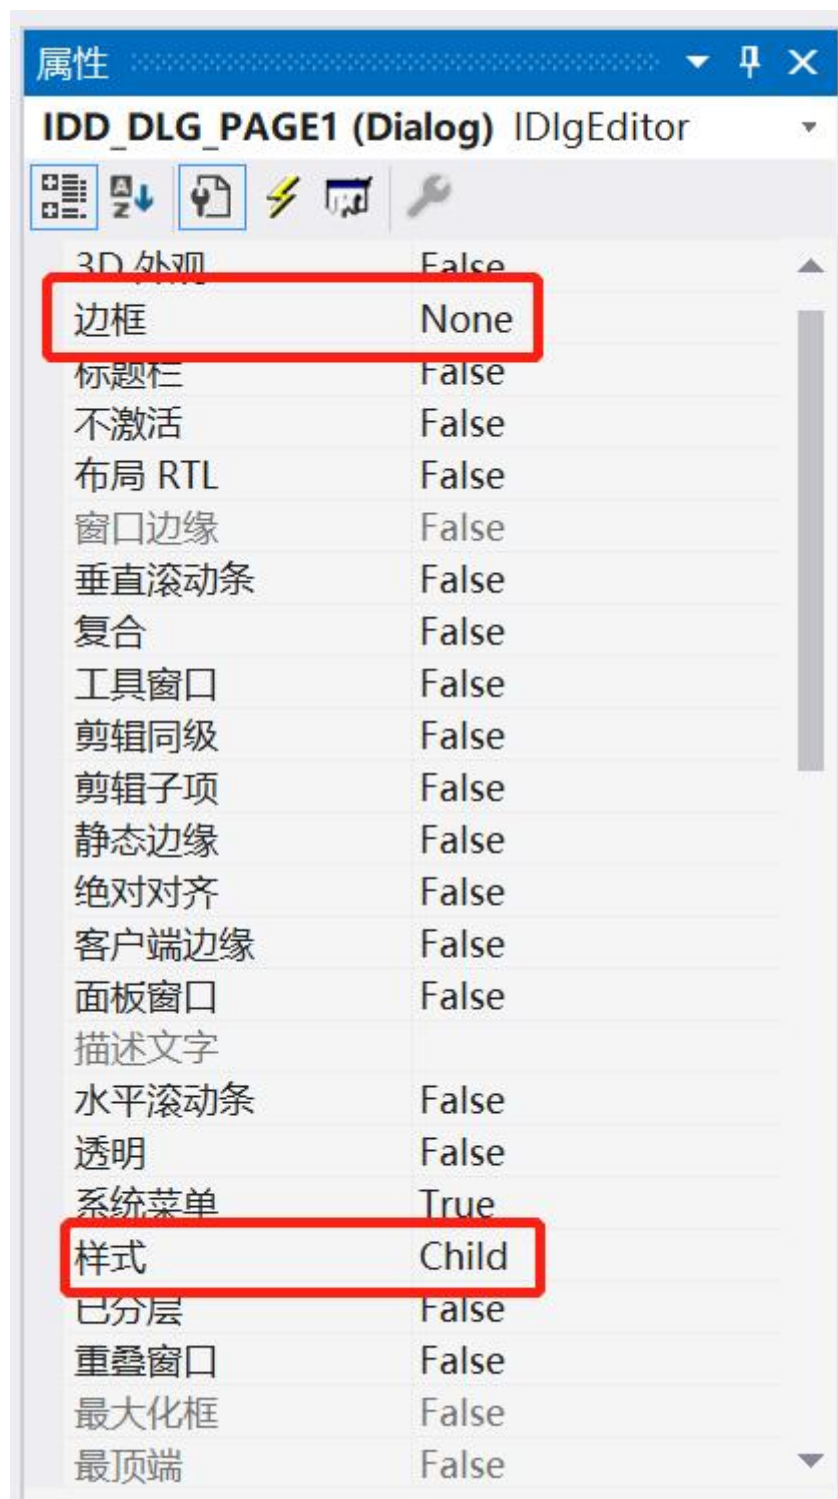 属性
IDD_DLG_PAGE1 (Dialog) IDlgEditor
3D 外观 False
边框 None
标题栏 False
不激活 False
布局 RTL False
窗口边缘 False
垂直滚动条 False
复合 False
工具窗口 False
剪辑同级 False
剪辑子项 False
静态边缘 False
绝对对齐 False
客户端边缘 False
面板窗口 False
描述文字
水平滚动条 False
透明 False
系统菜单 True
样式 Child
已分层 False
重叠窗口 False
最大化框 False
最顶端 False